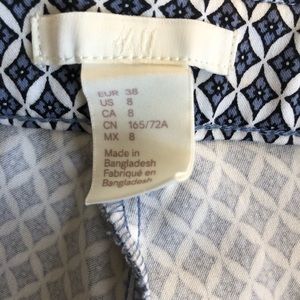 H&M
EUR 38
US 8
CA 8
CN 165/72A
MX 8
Made in
Bangladesh
Fabriqué en
Bangladesh